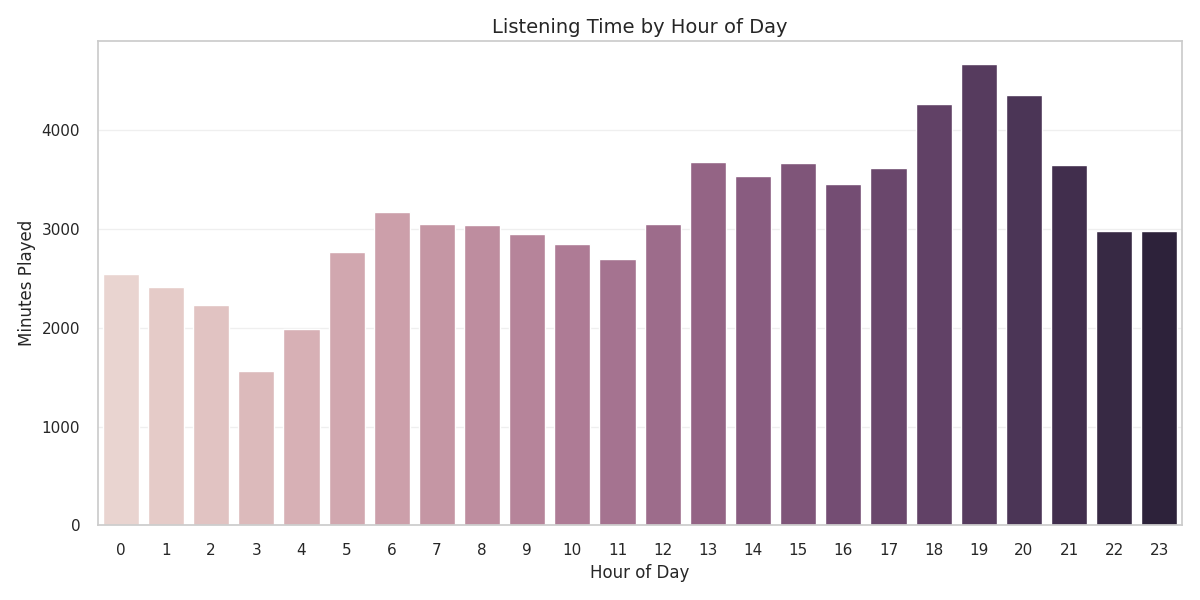 Listening Time by Hour of Day
Minutes Played
4000
3000
2000
1000
0
0 1 2 3 4 5 6 7 8 9 10 11 12 13 14 15 16 17 18 19 20 21 22 23
Hour of Day